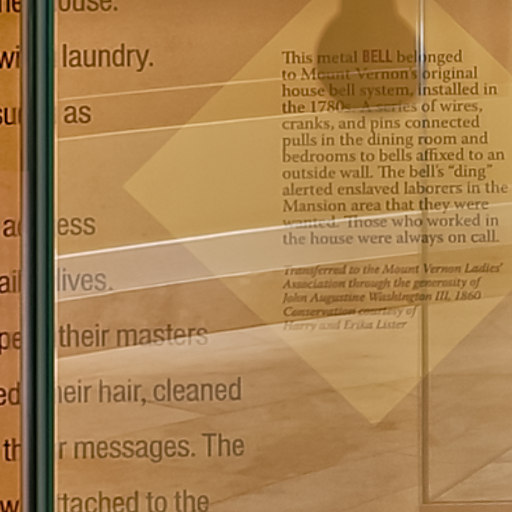 ouse.
wi laundry.
su as
ac ess
ail lives.
pe their masters
ed heir hair, cleaned
th r messages. The
w ttached to the
This metal BELL belonged
to Mount Vernon's original
house bell system, installed in
the 1780s. A series of wires,
cranks, and pins connected
pulls in the dining room and
bedrooms to bells affixed to an
outside wall. The bell's "ding"
alerted enslaved laborers in the
Mansion area that they were
wanted. Those who worked in
the house were always on call.
Transferred to the Mount Vernon Ladies'
Association through the generosity of
John Augustine Washington III, 1860
Conservation courtesy of
Harry and Erika Lister